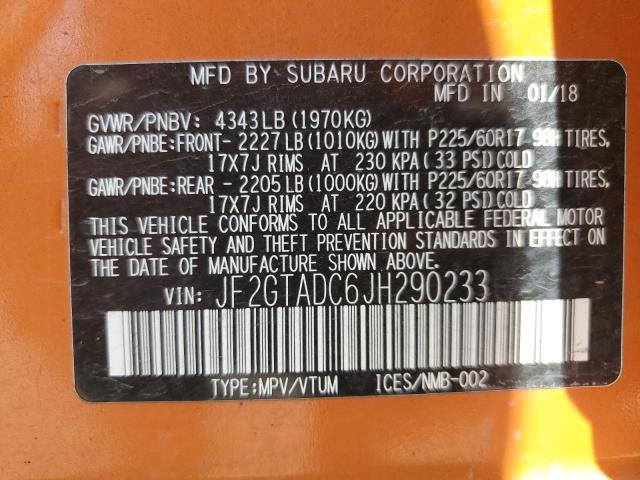 MFD BY SUBARU CORPORATION
MFD IN 01/18
GVWR/PNBV: 4343LB(1970KG)
GAWR/PNBE:FRONT- 2227LB(1010KG)WITH P225/60R17 98H TIRES,
17X7J RIMS AT 230 KPA(33 PSI)COLD
GAWR/PNBE:REAR - 2205LB(1000KG)WITH P225/60R17 98H TIRES,
17X7J RIMS AT 220 KPA(32 PSI)COLD
THIS VEHICLE CONFORMS TO ALL APPLICABLE FEDERAL MOTOR
VEHICLE SAFETY AND THEFT PREVENTION STANDARDS IN EFFECT ON
THE DATE OF MANUFACTURE SHOWN ABOVE.
VIN: JF2GTADC6JH290233
TYPE:MPV/VTUM ICES/NMB-002